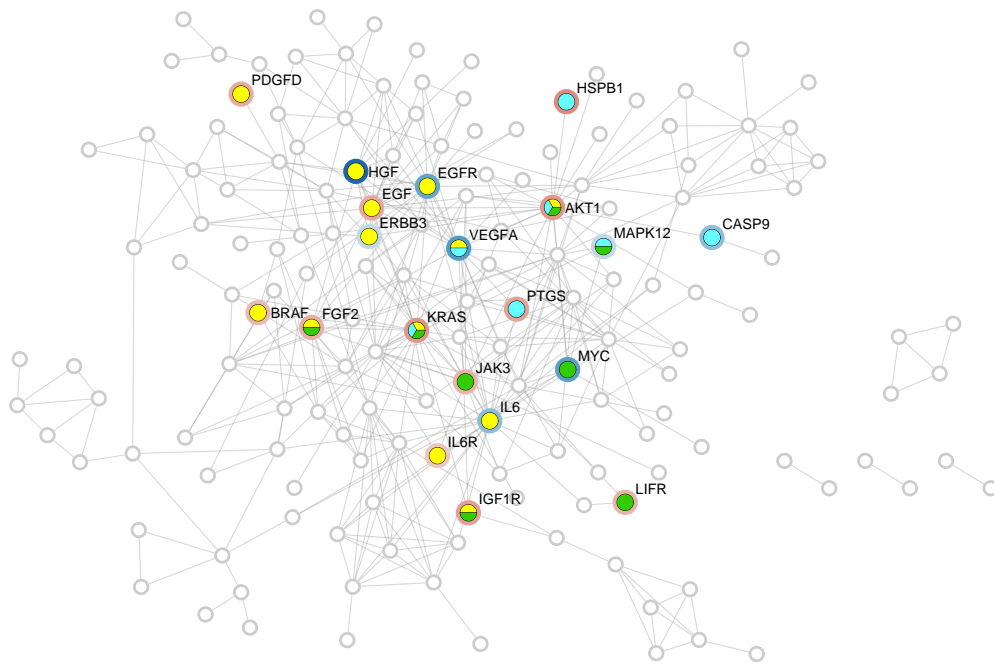 PDGFD
HSPB1
HGF
EGFR
EGF
AKT1
ERBB3
VEGFA
MAPK12
CASP9
PTGS
BRAF
FGF2
KRAS
MYC
JAK3
IL6
IL6R
LIFR
IGF1R